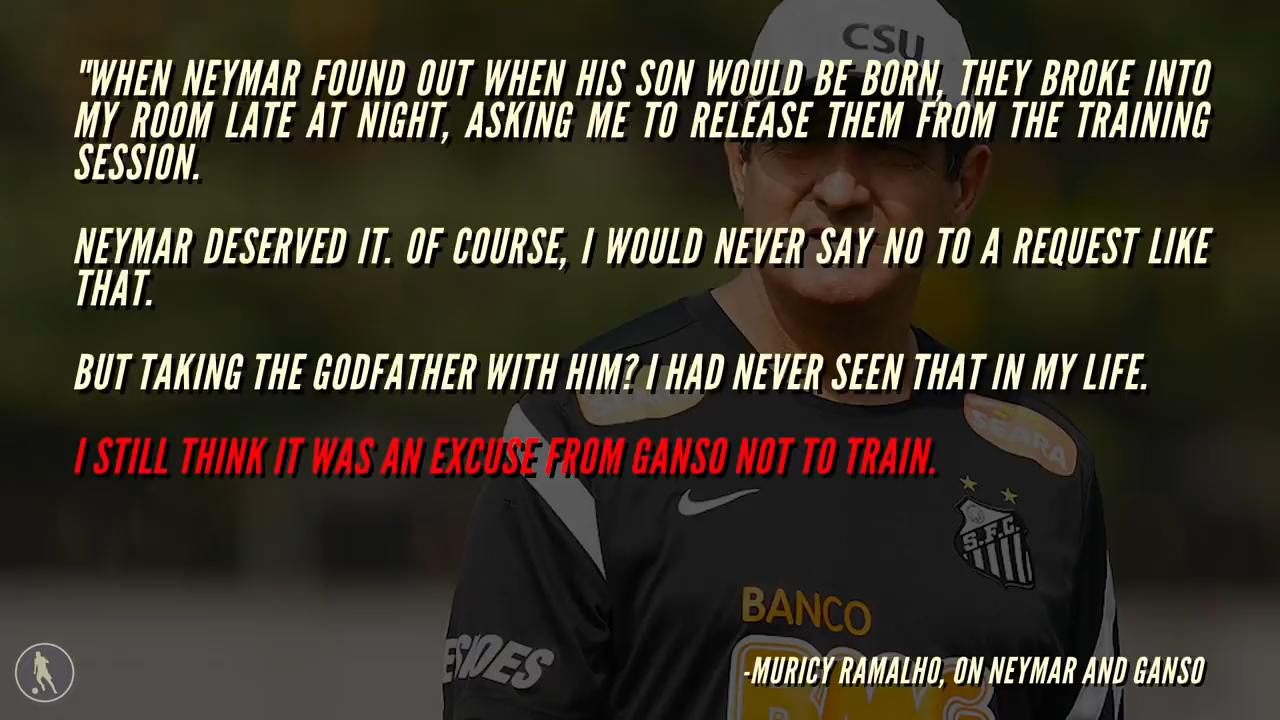 CSU
"WHEN NEYMAR FOUND OUT WHEN HIS SON WOULD BE BORN, THEY BROKE INTO
MY ROOM LATE AT NIGHT, ASKING ME TO RELEASE THEM FROM THE TRAINING
SESSION.
NEYMAR DESERVED IT. OF COURSE, I WOULD NEVER SAY NO TO A REQUEST LIKE
THAT.
BUT TAKING THE GODFATHER WITH HIM? I HAD NEVER SEEN THAT IN MY LIFE.
SEARA
I STILL THINK IT WAS AN EXCUSE FROM GANSO NOT TO TRAIN.
S.F.C.
BANCO
BMG
-MURICY RAMALHO, ON NEYMAR AND GANSO